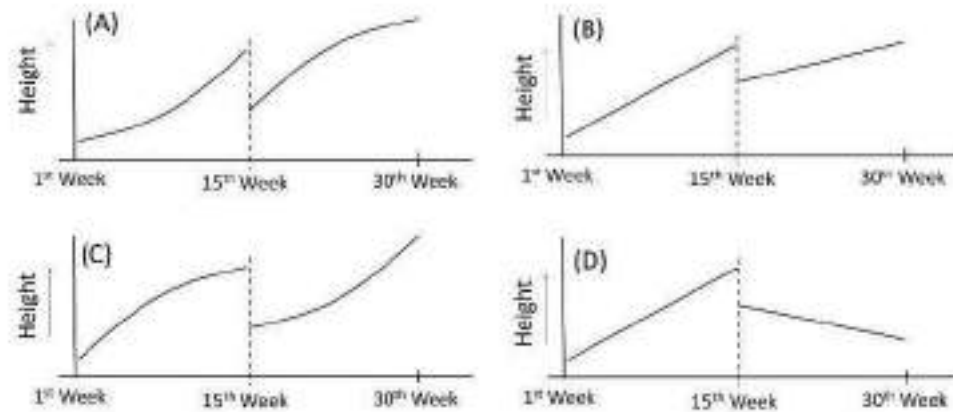 (A)
Height
1st Week
15th Week
30th Week
(B)
Height
1st Week
15th Week
30th Week
(C)
Height
1st Week
15th Week
30th Week
(D)
Height
1st Week
15th Week
30th Week